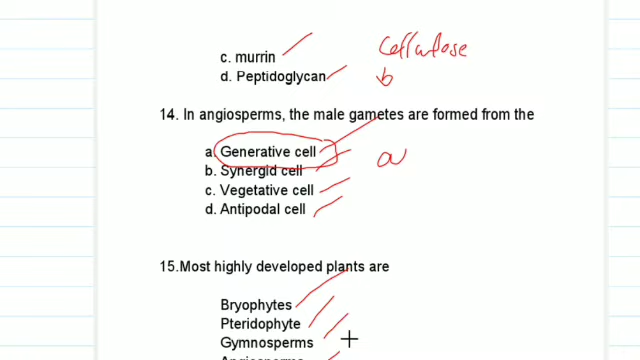 c. murrin
cellulose
d. Peptidoglycan
b
14. In angiosperms, the male gametes are formed from the
a. Generative cell
a
b. Synergid cell
c. Vegetative cell
d. Antipodal cell
15.Most highly developed plants are
Bryophytes
Pteridophyte
Gymnosperms
Angiosperms